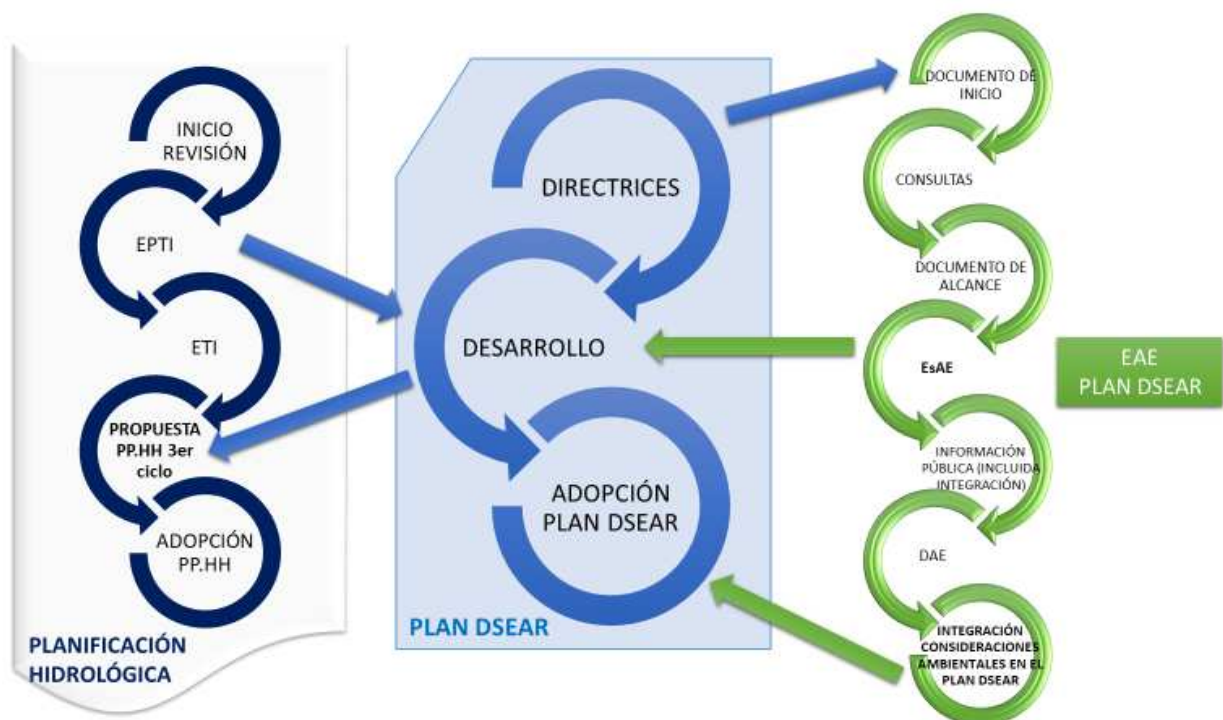 INICIO
REVISIÓN
EPTI
ETI
PROPUESTA
PP.HH 3er
ciclo
ADOPCIÓN
PP.HH
PLANIFICACIÓN
HIDROLÓGICA
DIRECTRICES
DESARROLLO
ADOPCIÓN
PLAN DSEAR
PLAN DSEAR
DOCUMENTO DE
INICIO
CONSULTAS
DOCUMENTO DE
ALCANCE
EsAE
INFORMACIÓN
PÚBLICA (INCLUIDA
INTEGRACIÓN)
DAE
INTEGRACIÓN
CONSIDERACIONES
AMBIENTALES EN EL
PLAN DSEAR
EAE
PLAN DSEAR